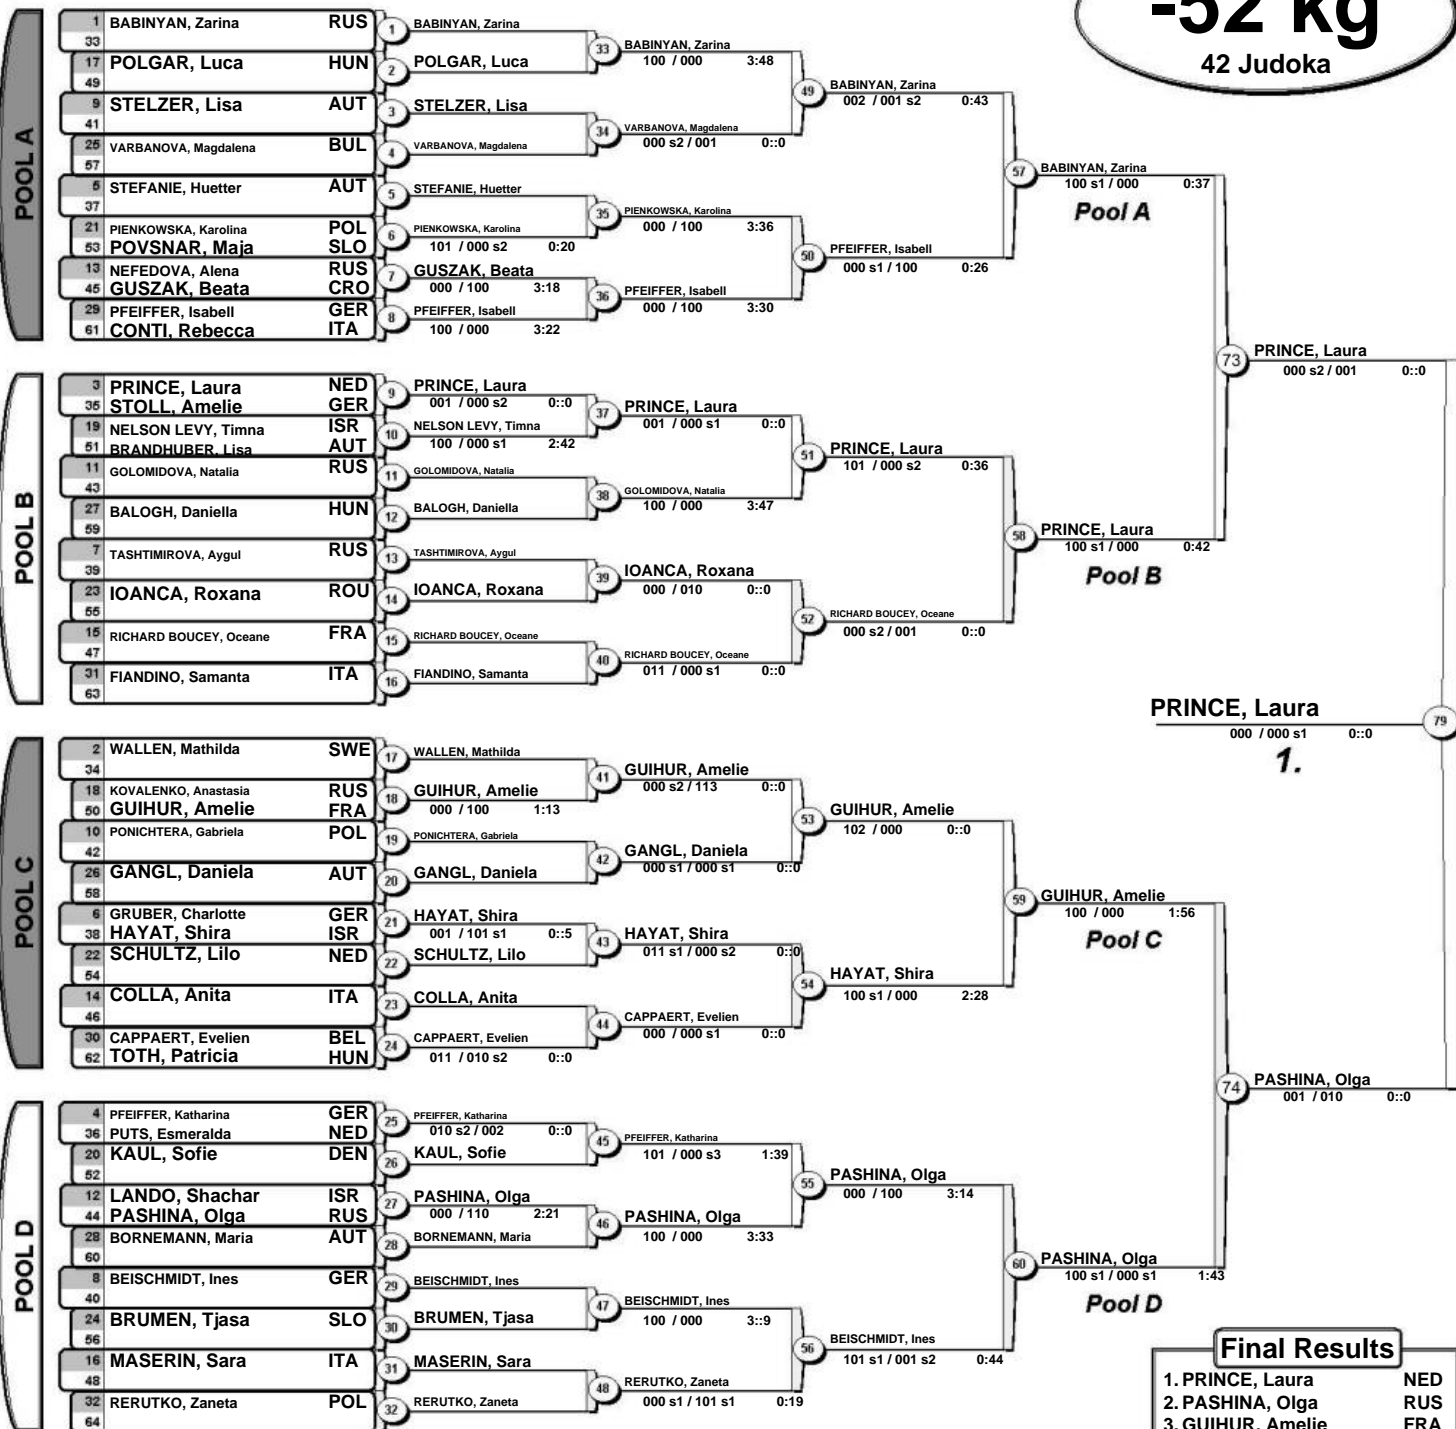 -52 kg
42 Judoka
POOL A
1 BABINYAN, Zarina RUS
33
17 POLGAR, Luca HUN
49
9 STELZER, Lisa AUT
41
25 VARBANOVA, Magdalena BUL
57
5 STEFANIE, Huetter AUT
37
21 PIENKOWSKA, Karolina POL
53 POVSNAR, Maja SLO
13 NEFEDOVA, Alena RUS
45 GUSZAK, Beata CRO
29 PFEIFFER, Isabell GER
61 CONTI, Rebecca ITA
1 BABINYAN, Zarina
2 POLGAR, Luca
3 STELZER, Lisa
4 VARBANOVA, Magdalena
5 STEFANIE, Huetter
6 PIENKOWSKA, Karolina
101 / 000 s2 0:20
7 GUSZAK, Beata
000 / 100 3:18
8 PFEIFFER, Isabell
100 / 000 3:22
33 BABINYAN, Zarina
100 / 000 3:48
34 VARBANOVA, Magdalena
000 s2 / 001 0::0
35 PIENKOWSKA, Karolina
000 / 100 3:36
36 PFEIFFER, Isabell
000 / 100 3:30
49 BABINYAN, Zarina
002 / 001 s2 0:43
50 PFEIFFER, Isabell
000 s1 / 100 0:26
57 BABINYAN, Zarina
100 s1 / 000 0:37
Pool A
POOL B
3 PRINCE, Laura NED
35 STOLL, Amelie GER
19 NELSON LEVY, Timna ISR
51 BRANDHUBER, Lisa AUT
11 GOLOMIDOVA, Natalia RUS
43
27 BALOGH, Daniella HUN
59
7 TASHTIMIROVA, Aygul RUS
39
23 IOANCA, Roxana ROU
55
15 RICHARD BOUCEY, Oceane FRA
47
31 FIANDINO, Samanta ITA
63
9 PRINCE, Laura
001 / 000 s2 0::0
10 NELSON LEVY, Timna
100 / 000 s1 2:42
11 GOLOMIDOVA, Natalia
12 BALOGH, Daniella
13 TASHTIMIROVA, Aygul
14 IOANCA, Roxana
15 RICHARD BOUCEY, Oceane
16 FIANDINO, Samanta
37 PRINCE, Laura
001 / 000 s1 0::0
38 GOLOMIDOVA, Natalia
100 / 000 3:47
39 IOANCA, Roxana
000 / 010 0::0
40 RICHARD BOUCEY, Oceane
011 / 000 s1 0::0
51 PRINCE, Laura
101 / 000 s2 0:36
52 RICHARD BOUCEY, Oceane
000 s2 / 001 0::0
58 PRINCE, Laura
100 s1 / 000 0:42
Pool B
73 PRINCE, Laura
000 s2 / 001 0::0
PRINCE, Laura 79
000 / 000 s1 0::0
1.
POOL C
2 WALLEN, Mathilda SWE
34
18 KOVALENKO, Anastasia RUS
50 GUIHUR, Amelie FRA
10 PONICHTERA, Gabriela POL
42
26 GANGL, Daniela AUT
58
6 GRUBER, Charlotte GER
38 HAYAT, Shira ISR
22 SCHULTZ, Lilo NED
54
14 COLLA, Anita ITA
46
30 CAPPAERT, Evelien BEL
62 TOTH, Patricia HUN
17 WALLEN, Mathilda
18 GUIHUR, Amelie
000 / 100 1:13
19 PONICHTERA, Gabriela
20 GANGL, Daniela
21 HAYAT, Shira
001 / 101 s1 0::5
22 SCHULTZ, Lilo
23 COLLA, Anita
24 CAPPAERT, Evelien
011 / 010 s2 0::0
41 GUIHUR, Amelie
000 s2 / 113 0::0
42 GANGL, Daniela
000 s1 / 000 s1 0::0
43 HAYAT, Shira
011 s1 / 000 s2 0::0
44 CAPPAERT, Evelien
000 / 000 s1 0::0
53 GUIHUR, Amelie
102 / 000 0::0
54 HAYAT, Shira
100 s1 / 000 2:28
59 GUIHUR, Amelie
100 / 000 1:56
Pool C
POOL D
4 PFEIFFER, Katharina GER
36 PUTS, Esmeralda NED
20 KAUL, Sofie DEN
52
12 LANDO, Shachar ISR
44 PASHINA, Olga RUS
28 BORNEMANN, Maria AUT
60
8 BEISCHMIDT, Ines GER
40
24 BRUMEN, Tjasa SLO
56
16 MASERIN, Sara ITA
48
32 RERUTKO, Zaneta POL
64
25 PFEIFFER, Katharina
010 s2 / 002 0::0
26 KAUL, Sofie
27 PASHINA, Olga
000 / 110 2:21
28 BORNEMANN, Maria
29 BEISCHMIDT, Ines
30 BRUMEN, Tjasa
31 MASERIN, Sara
32 RERUTKO, Zaneta
45 PFEIFFER, Katharina
101 / 000 s3 1:39
46 PASHINA, Olga
100 / 000 3:33
47 BEISCHMIDT, Ines
100 / 000 3::9
48 RERUTKO, Zaneta
000 s1 / 101 s1 0:19
55 PASHINA, Olga
000 / 100 3:14
56 BEISCHMIDT, Ines
101 s1 / 001 s2 0:44
60 PASHINA, Olga
100 s1 / 000 s1 1:43
Pool D
74 PASHINA, Olga
001 / 010 0::0
Final Results
1. PRINCE, Laura NED
2. PASHINA, Olga RUS
3. GUIHUR, Amelie FRA